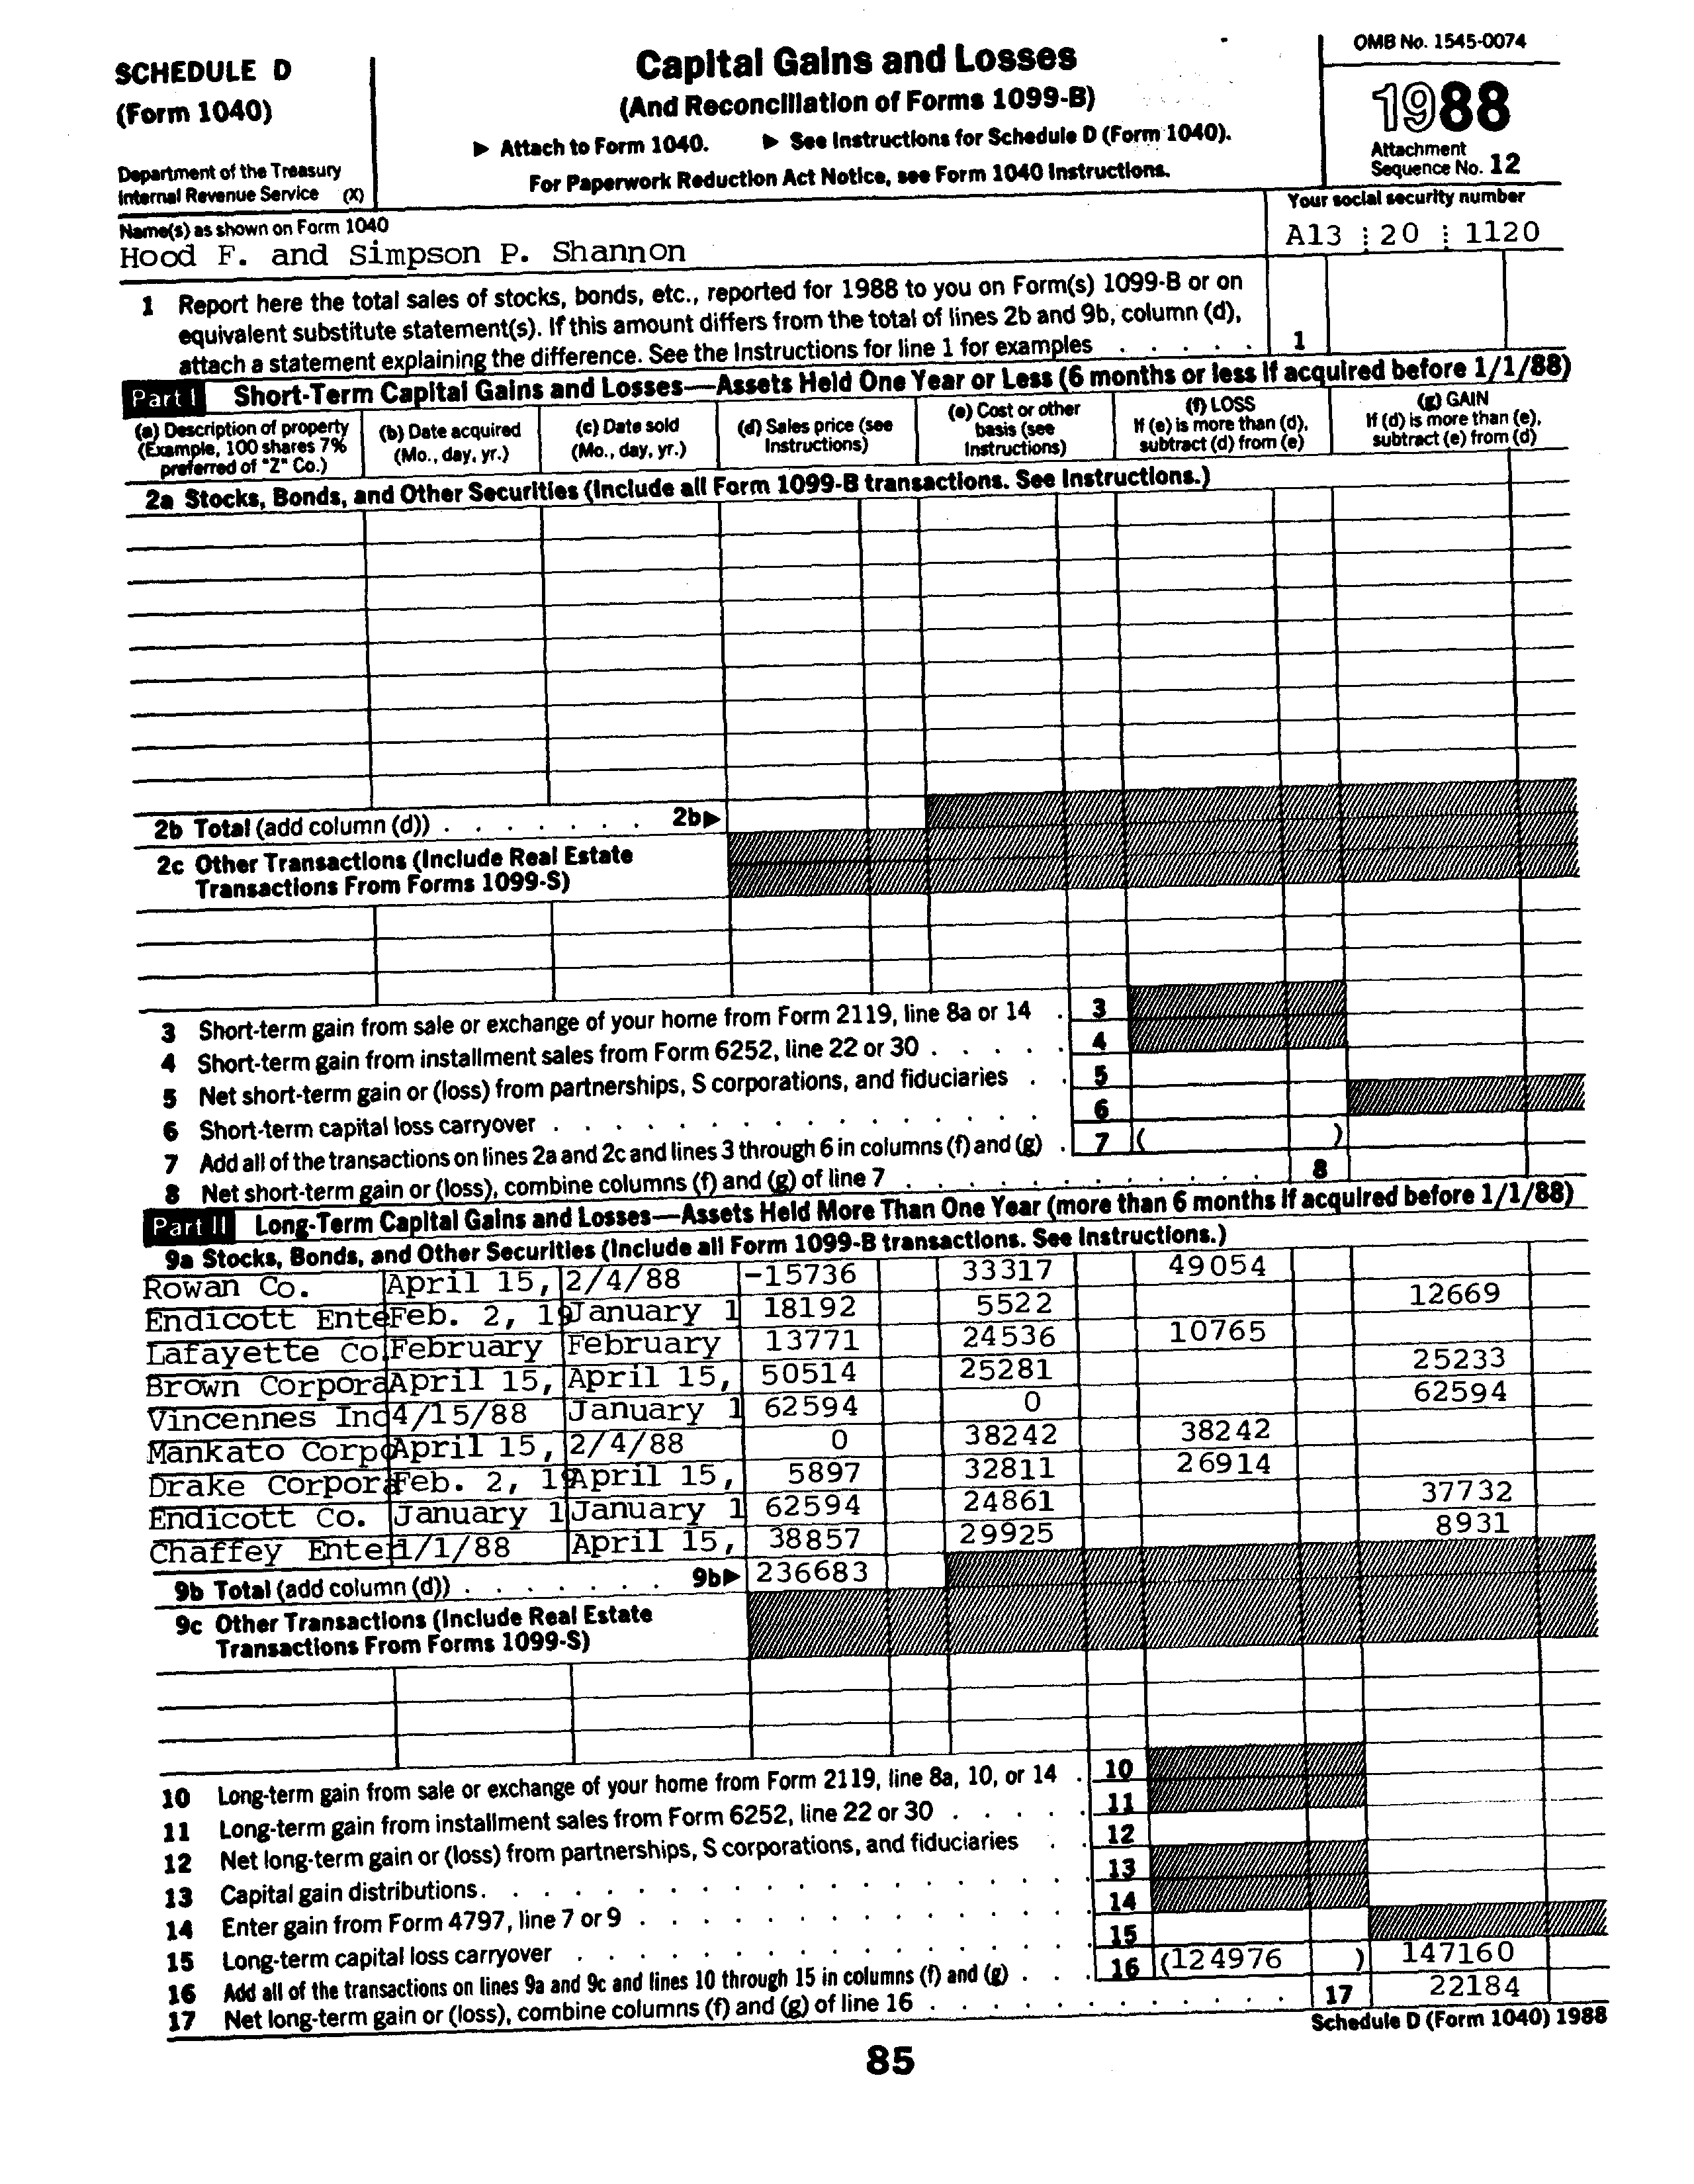 SCHEDULE D
(Form 1040)
Department of the Treasury
Internal Revenue Service (X)
Capital Gains and Losses
(And Reconciliation of Forms 1099-B)
▶ Attach to Form 1040. ▶ See Instructions for Schedule D (Form 1040).
For Paperwork Reduction Act Notice, see Form 1040 Instructions.
OMB No. 1545-0074
1988
Attachment
Sequence No. 12
Name(s) as shown on Form 1040
Hood F. and Simpson P. Shannon
Your social security number
A13 20 1120
1 Report here the total sales of stocks, bonds, etc., reported for 1988 to you on Form(s) 1099-B or on
equivalent substitute statement(s). If this amount differs from the total of lines 2b and 9b, column (d),
attach a statement explaining the difference. See the Instructions for line 1 for examples . . . . . 1
Part I Short-Term Capital Gains and Losses—Assets Held One Year or Less (6 months or less if acquired before 1/1/88)
(a) Description of property
(Example, 100 shares 7%
preferred of "Z" Co.)
(b) Date acquired
(Mo., day, yr.)
(c) Date sold
(Mo., day, yr.)
(d) Sales price (see
Instructions)
(e) Cost or other
basis (see
Instructions)
(f) LOSS
If (e) is more than (d),
subtract (d) from (e)
(g) GAIN
If (d) is more than (e),
subtract (e) from (d)
2a Stocks, Bonds, and Other Securities (Include all Form 1099-B transactions. See Instructions.)
2b Total (add column (d)) . . . . . . . 2b▶
2c Other Transactions (Include Real Estate
Transactions From Forms 1099-S)
3 Short-term gain from sale or exchange of your home from Form 2119, line 8a or 14 . 3
4 Short-term gain from installment sales from Form 6252, line 22 or 30 . . . . . 4
5 Net short-term gain or (loss) from partnerships, S corporations, and fiduciaries . . 5
6 Short-term capital loss carryover . . . . . . . . . . . . . . . . 6
7 Add all of the transactions on lines 2a and 2c and lines 3 through 6 in columns (f) and (g) . 7 ( )
8 Net short-term gain or (loss), combine columns (f) and (g) of line 7 . . . . . . . . . . . . 8
Part II Long-Term Capital Gains and Losses—Assets Held More Than One Year (more than 6 months if acquired before 1/1/88)
9a Stocks, Bonds, and Other Securities (Include all Form 1099-B transactions. See Instructions.)
Rowan Co. April 15, 2/4/88 -15736 33317 49054
Endicott Ente Feb. 2, 19 January 1 18192 5522 12669
Lafayette Co February February 13771 24536 10765
Brown Corpora April 15, April 15, 50514 25281 25233
Vincennes Inc 4/15/88 January 1 62594 0 62594
Mankato Corpo April 15, 2/4/88 0 38242 38242
Drake Corpora Feb. 2, 19 April 15, 5897 32811 26914
Endicott Co. January 1 January 1 62594 24861 37732
Chaffey Enter 1/1/88 April 15, 38857 29925 8931
9b Total (add column (d)) . . . . . . . 9b▶ 236683
9c Other Transactions (Include Real Estate
Transactions From Forms 1099-S)
10 Long-term gain from sale or exchange of your home from Form 2119, line 8a, 10, or 14 . 10
11 Long-term gain from installment sales from Form 6252, line 22 or 30 . . . . . 11
12 Net long-term gain or (loss) from partnerships, S corporations, and fiduciaries . . 12
13 Capital gain distributions. . . . . . . . . . . . . . . . . . . . 13
14 Enter gain from Form 4797, line 7 or 9 . . . . . . . . . . . . . . . 14
15 Long-term capital loss carryover . . . . . . . . . . . . . . . . . 15
16 Add all of the transactions on lines 9a and 9c and lines 10 through 15 in columns (f) and (g) . . . 16 (124976 ) 147160
17 Net long-term gain or (loss), combine columns (f) and (g) of line 16 . . . . . . . . . . . . 17 22184
Schedule D (Form 1040) 1988
85